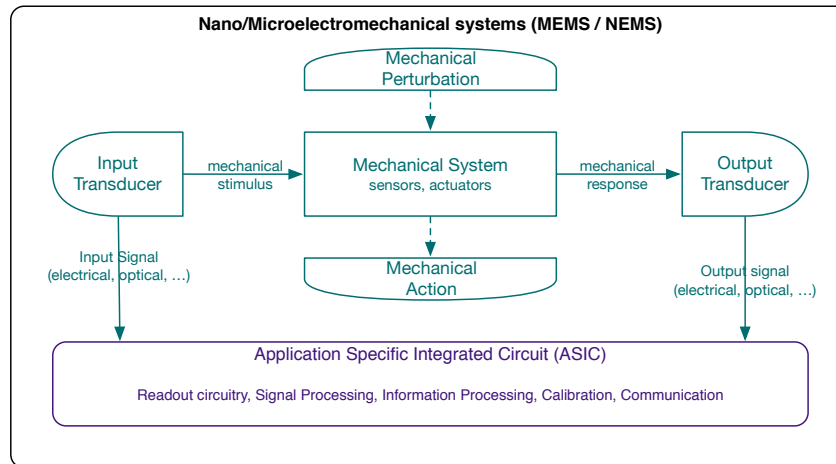 Nano/Microelectromechanical systems (MEMS / NEMS)
Mechanical
Perturbation
Input
Transducer
mechanical
stimulus
Mechanical System
sensors, actuators
mechanical
response
Output
Transducer
Input Signal
(electrical, optical, …)
Mechanical
Action
Output signal
(electrical, optical, …)
Application Specific Integrated Circuit (ASIC)
Readout circuitry, Signal Processing, Information Processing, Calibration, Communication